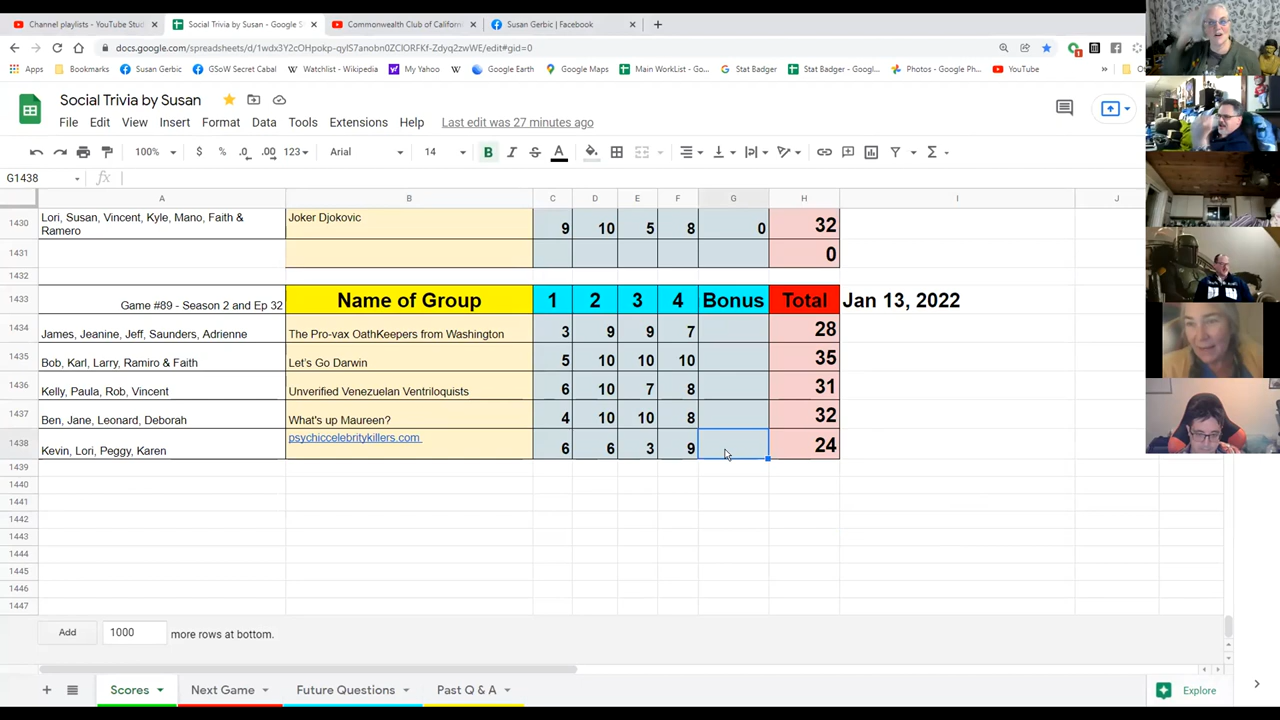 Channel playlists - YouTube Stud
Social Trivia by Susan - Google S
Commonwealth Club of Californi
Susan Gerbic | Facebook
docs.google.com/spreadsheets/d/1wdx3Y2cOHpokp-qyIS7anobn0ZClORFKf-Zdyq2zwWE/edit#gid=0
Apps Bookmarks Susan Gerbic GSoW Secret Cabal Watchlist - Wikipedia My Yahoo Google Earth Google Maps Main WorkList - Go... Stat Badger Stat Badger - Googl... Photos - Google Ph... YouTube
Social Trivia by Susan
File Edit View Insert Format Data Tools Extensions Help Last edit was 27 minutes ago
100% $ % .0 .00 123 Arial 14 B I S A
G1438 fx
A B C D E F G H I J
1430 Lori, Susan, Vincent, Kyle, Mano, Faith & Joker Djokovic 9 10 5 8 0 32
Ramero
1431 0
1432
1433 Game #89 - Season 2 and Ep 32 Name of Group 1 2 3 4 Bonus Total Jan 13, 2022
1434 James, Jeanine, Jeff, Saunders, Adrienne The Pro-vax OathKeepers from Washington 3 9 9 7 28
1435 Bob, Karl, Larry, Ramiro & Faith Let's Go Darwin 5 10 10 10 35
1436 Kelly, Paula, Rob, Vincent Unverified Venezuelan Ventriloquists 6 10 7 8 31
1437 Ben, Jane, Leonard, Deborah What's up Maureen? 4 10 10 8 32
1438 Kevin, Lori, Peggy, Karen psychiccelebritykillers.com 6 6 3 9 24
1439
1440
1441
1442
1443
1444
1445
1446
1447
Add 1000 more rows at bottom.
Scores Next Game Future Questions Past Q & A Explore